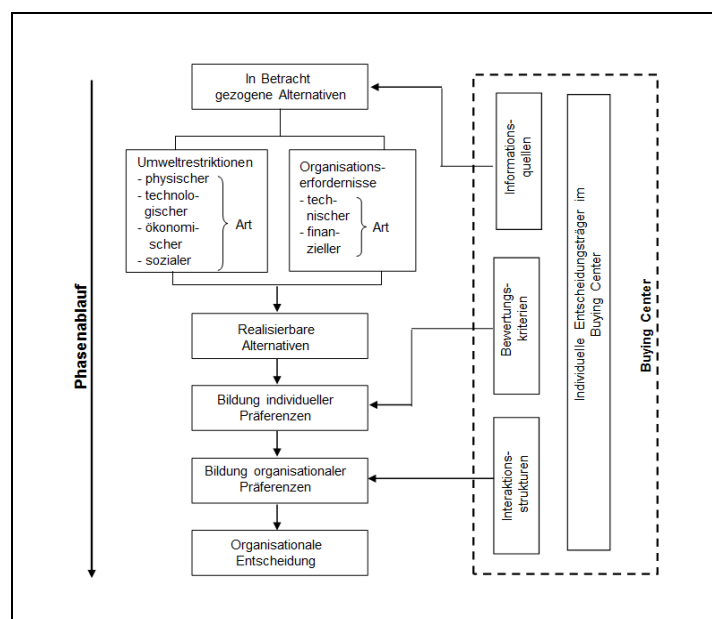 In Betracht
gezogene Alternativen
Umweltrestriktionen
- physischer
- technolo-
gischer
- ökonomi-
scher
- sozialer
Art
Organisations-
erfordernisse
- tech-
nischer
- finan-
zieller
Art
Realisierbare
Alternativen
Bildung individueller
Präferenzen
Bildung organisationaler
Präferenzen
Organisationale
Entscheidung
Phasenablauf
Informations-
quellen
Bewertungs-
kriterien
Interaktions-
strukturen
Individuelle Entscheidungsträger im
Buying Center
Buying Center